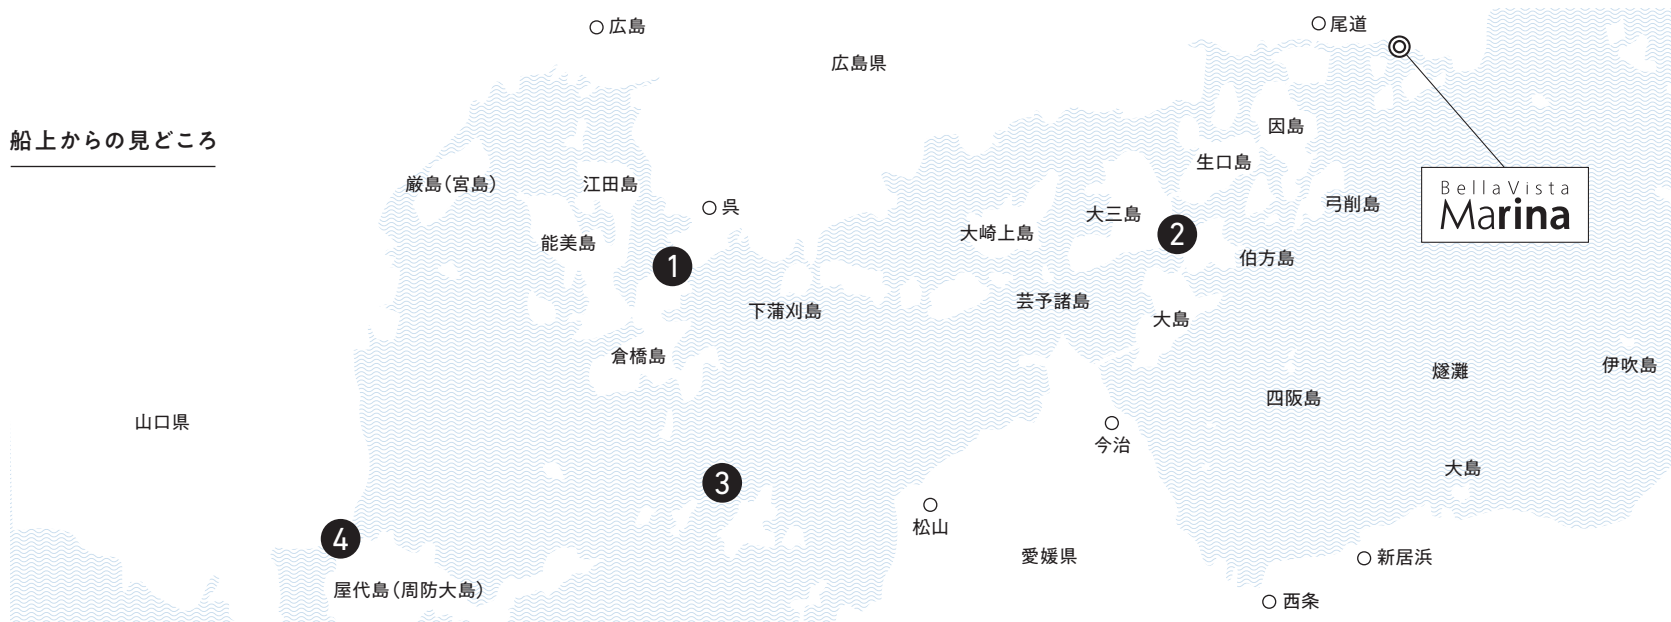 船上からの見どころ
広島
広島県
尾道
因島
生口島
弓削島
BellaVista
Marina
厳島(宮島)
江田島
呉
能美島
1
大崎上島
大三島
2
伯方島
下蒲刈島
芸予諸島
大島
倉橋島
四阪島
燧灘
伊吹島
山口県
今治
大島
3
松山
4
愛媛県
新居浜
屋代島(周防大島)
西条